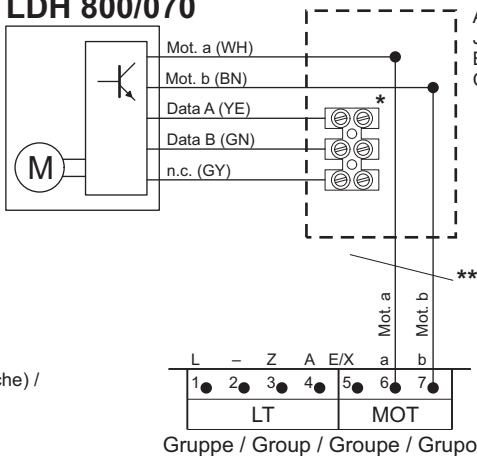 LDH 800/070
Mot. a (WH)
Mot. b (BN)
Data A (YE)
Data B (GN)
n.c. (GY)
M
*
**
Mot. a
Mot. b
che) /
L – Z A E/X a b
1 2 3 4 5 6 7
LT MOT
Gruppe / Group / Groupe / Grupo